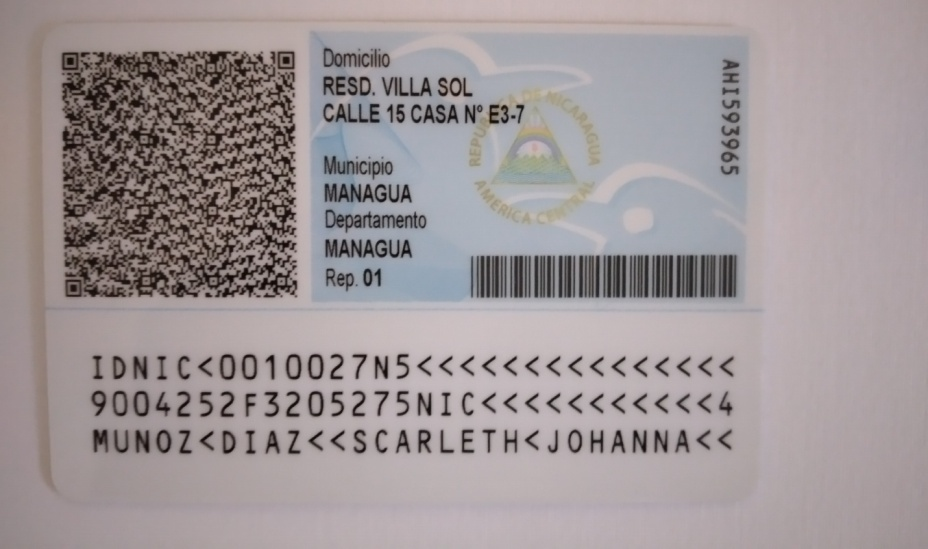 Domicilio
RESD. VILLA SOL
CALLE 15 CASA N° E3-7
Municipio
MANAGUA
Departamento
MANAGUA
Rep. 01
REPUBLICA DE NICARAGUA
AMERICA CENTRAL
AHI593965
IDNIC<0010027N5<<<<<<<<<<<<<<<
9004252F3205275NIC<<<<<<<<<<<4
MUNOZ<DIAZ<<SCARLETH<JOHANNA<<